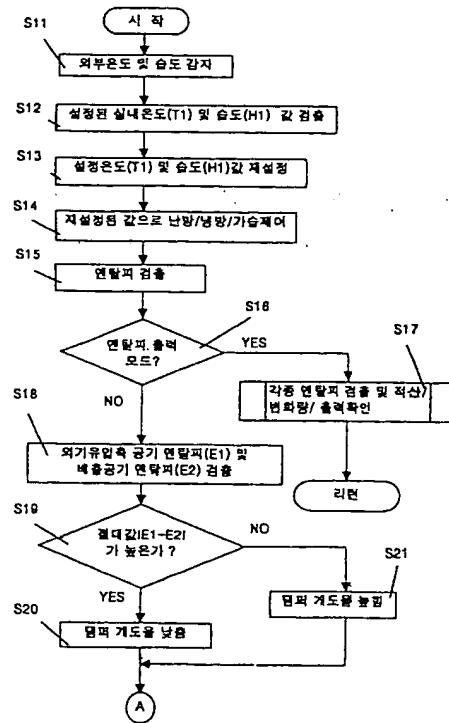 S11
시 작
외부온도 및 습도 감지
S12
설정된 실내온도(T1) 및 습도(H1) 값 검출
S13
설정온도(T1) 및 습도(H1)값 재설정
S14
재설정된 값으로 난방/냉방/가습제어
S15
엔탈피 검출
S16
엔탈피.출력
모드?
YES
S17
각종 엔탈피 검출 및 적산/
변화량/ 출력확인
NO
리턴
S18
외기유입측 공기 엔탈피(E1) 및
배출공기 엔탈피(E2) 검출
S19
절대값|E1-E2|
가 높은가 ?
NO
S21
댐퍼 개도를 높힘
YES
S20
댐퍼 개도를 낮춤
A